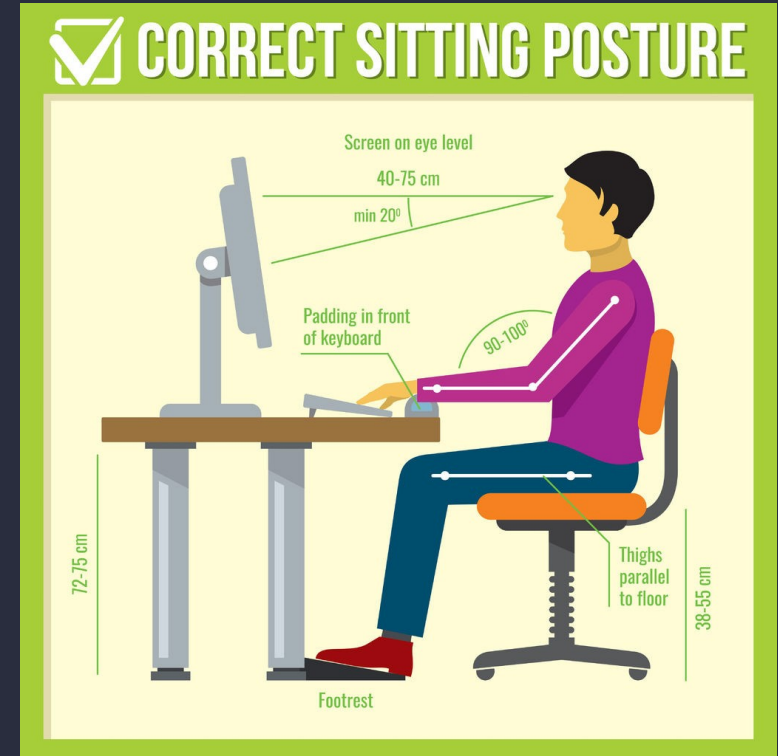 CORRECT SITTING POSTURE
Screen on eye level
40-75 cm
min 20⁰
Padding in front
of keyboard
90-100⁰
72-75 cm
Thighs
parallel
to floor
38-55 cm
Footrest